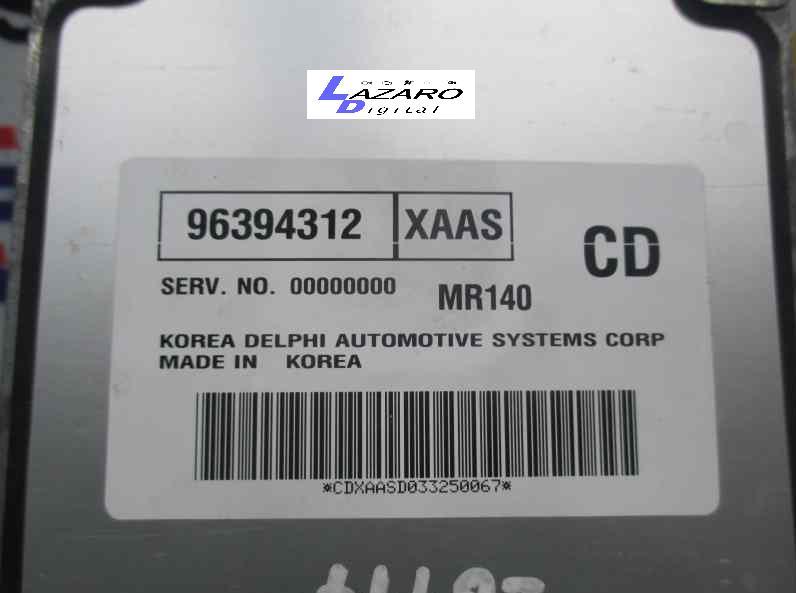 LAZARO
Digital
96394312 XAAS
CD
SERV. NO. 00000000
MR140
KOREA DELPHI AUTOMOTIVE SYSTEMS CORP
MADE IN KOREA
*CDXAASD033250067*